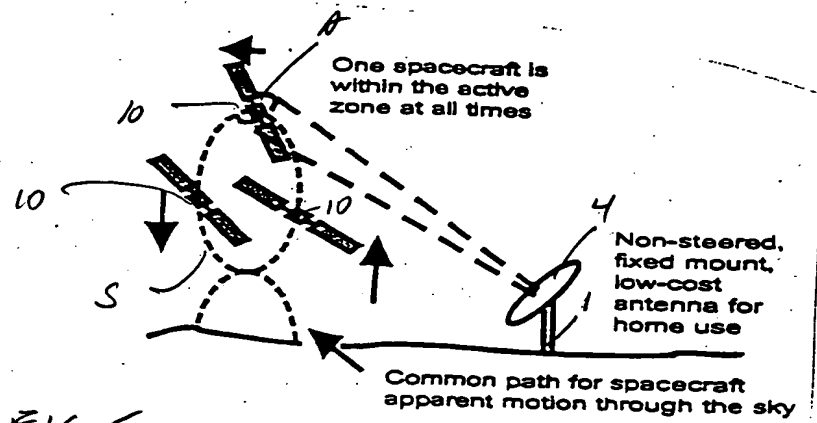 A
One spacecraft is
within the active
zone at all times
10
10
10
4
Non-steered,
fixed mount,
low-cost
antenna for
home use
S
1
Common path for spacecraft
apparent motion through the sky